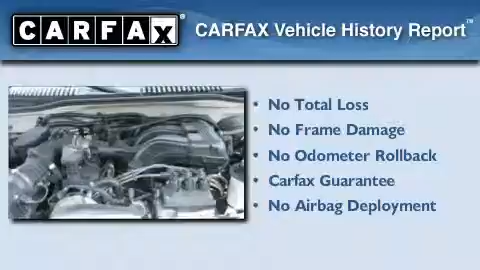 CARFAX® CARFAX Vehicle History Report™
• No Total Loss
• No Frame Damage
• No Odometer Rollback
• Carfax Guarantee
• No Airbag Deployment